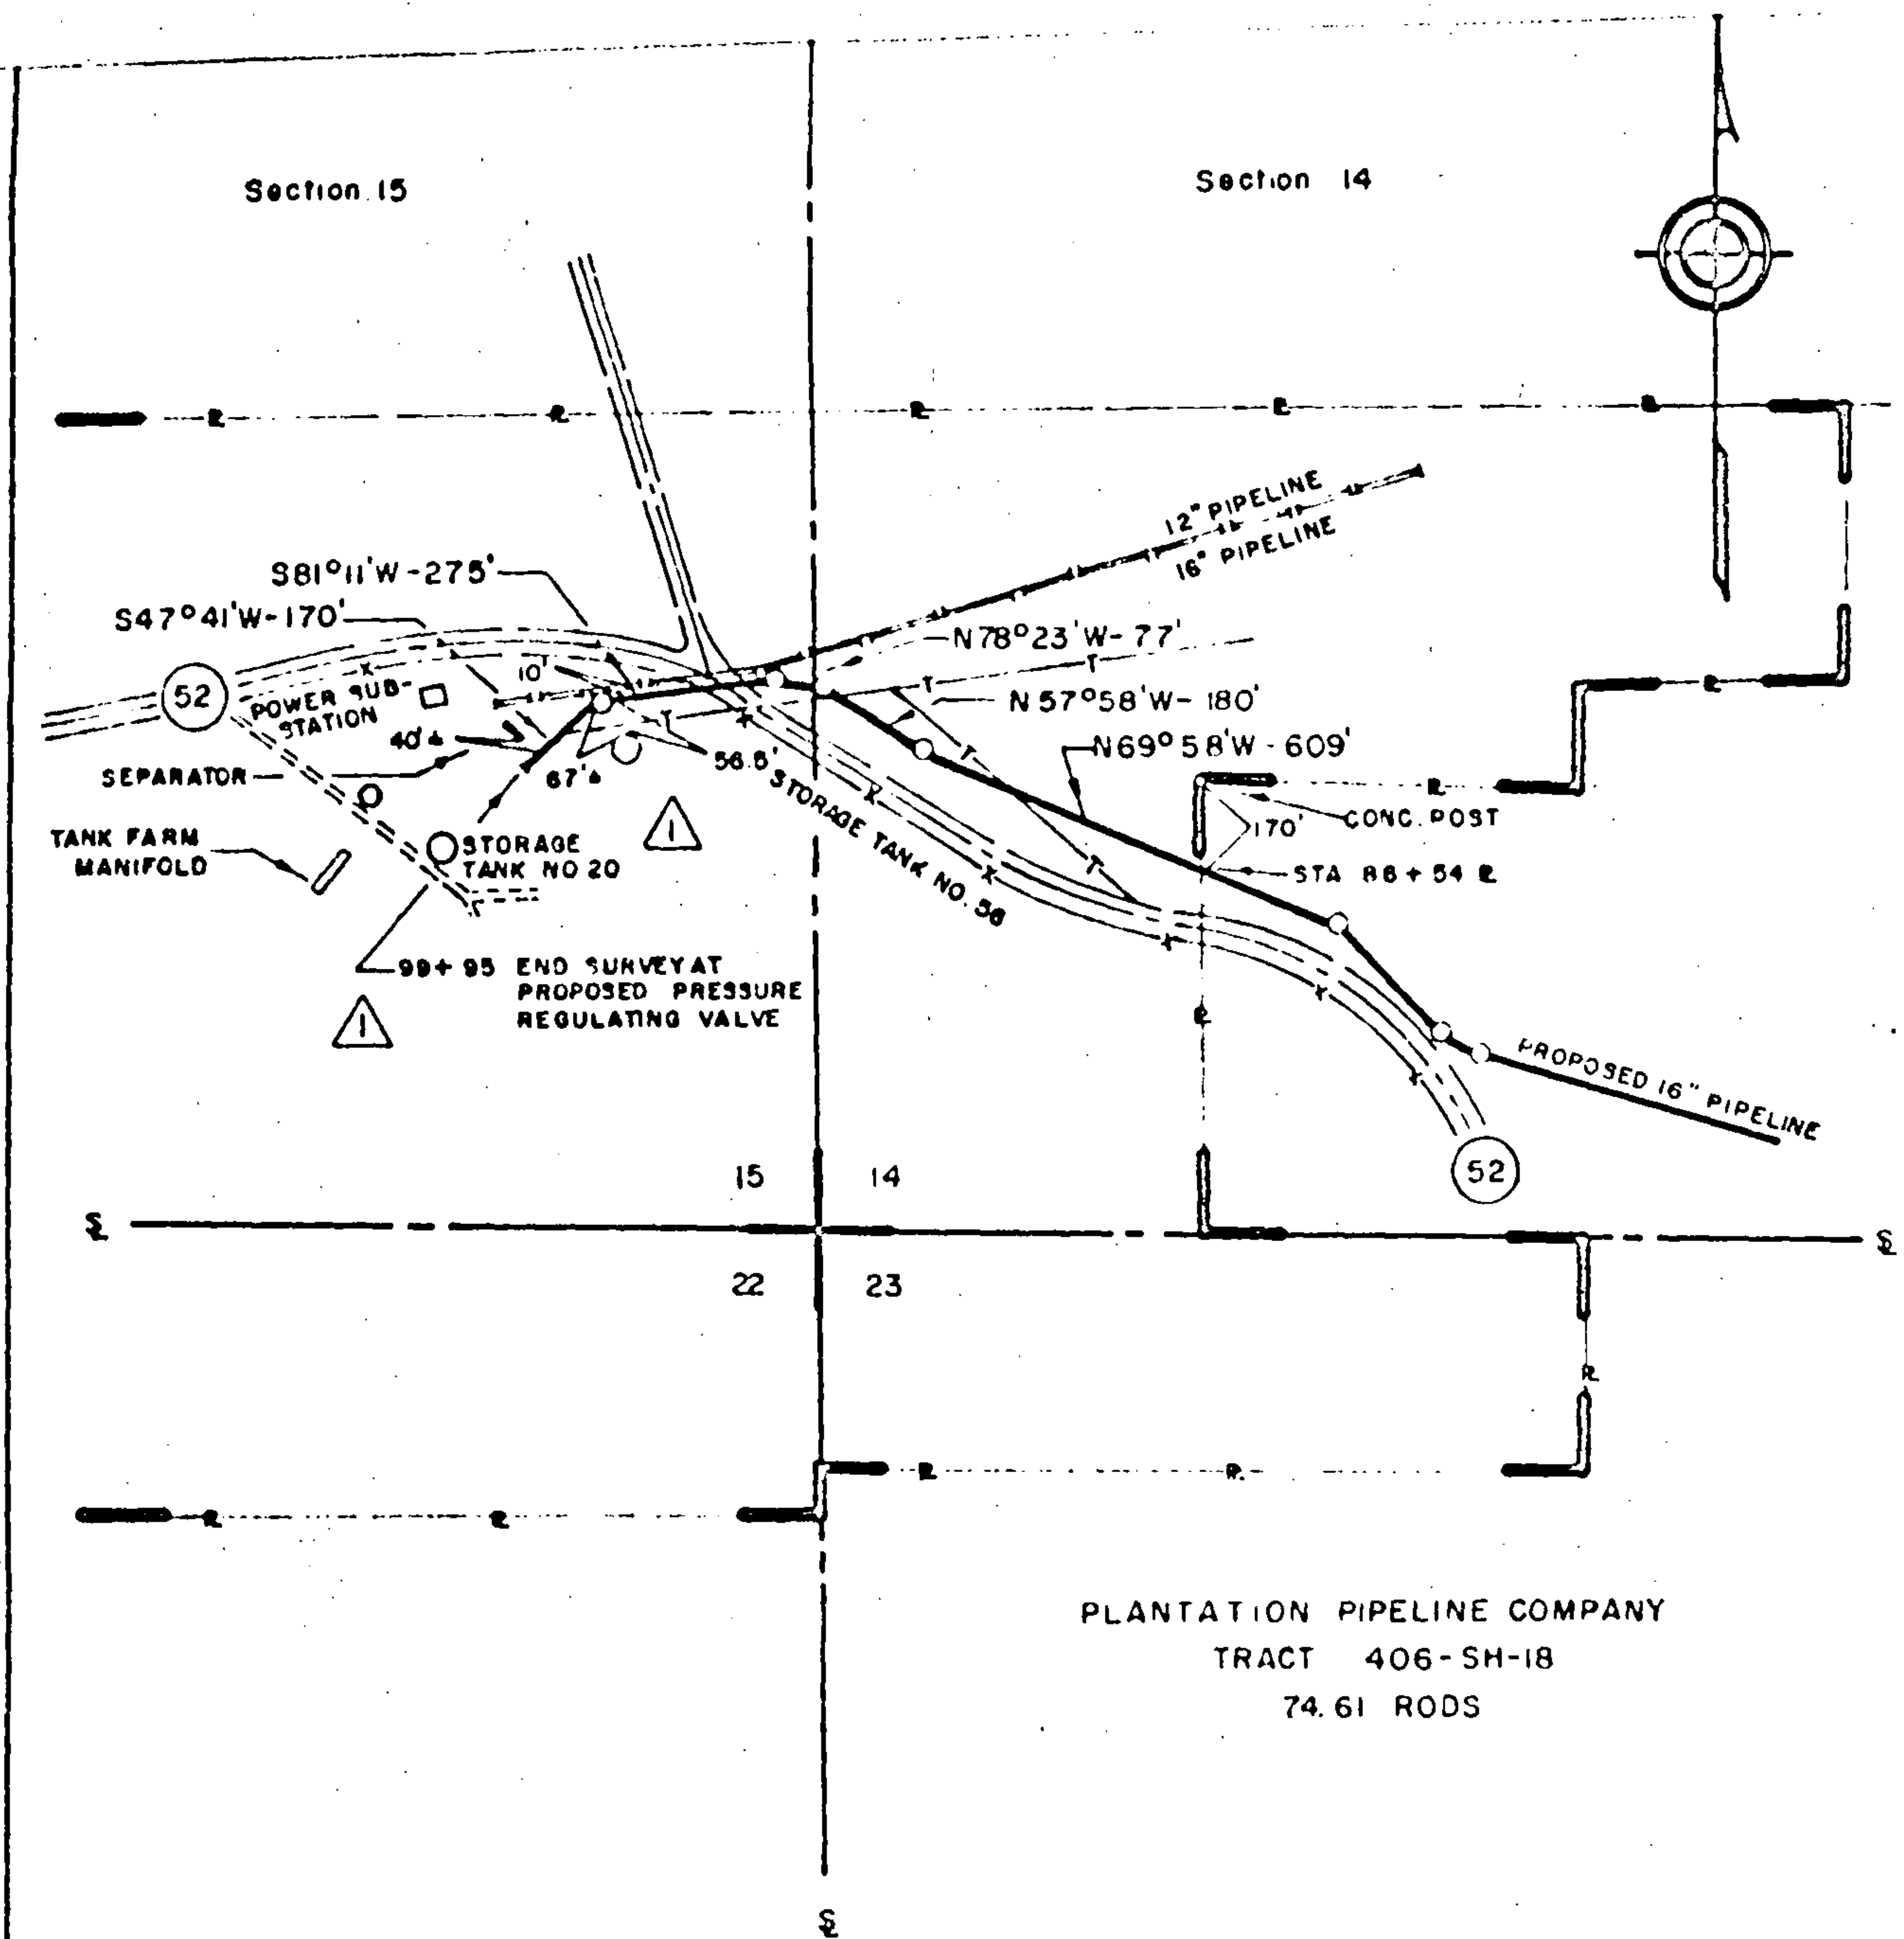 Section 15
Section 14
12" PIPELINE
16" PIPELINE
S81°11'W-275'
S47°41'W-170'
N78°23'W-77'
N57°58'W-180'
N69°58'W-609'
52
POWER SUB-
STATION
10'
40'±
SEPARATOR
67'±
56.5'
STORAGE TANK NO. 56
1
TANK FARM
MANIFOLD
STORAGE
TANK NO 20
170'
CONC. POST
STA 86+54 PL
99+95 END SURVEY AT
PROPOSED PRESSURE
REGULATING VALVE
1
PROPOSED 16" PIPELINE
52
15 14
22 23
PLANTATION PIPELINE COMPANY
TRACT 406-SH-18
74.61 RODS